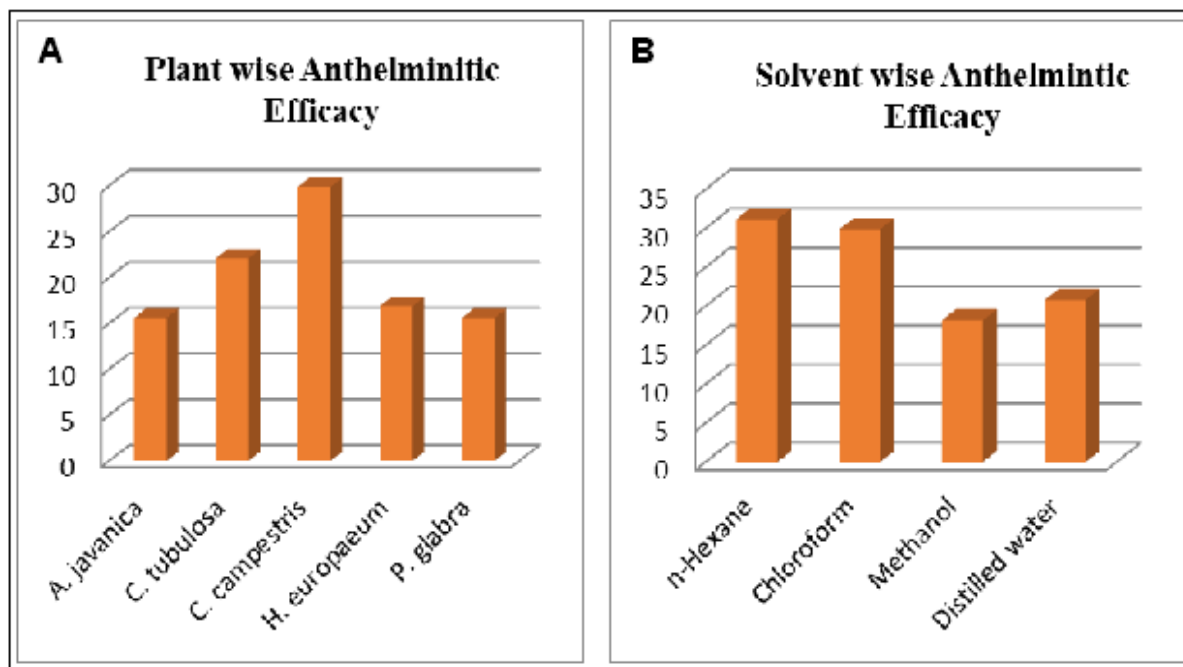 A
Plant wise Anthelminitic
Efficacy
30
25
20
15
10
5
0
A. javanica
C. tubulosa
C. campestris
H. europaeum
P. glabra
B
Solvent wise Anthelmintic
Efficacy
35
30
25
20
15
10
5
0
n-Hexane
Chloroform
Methanol
Distilled water